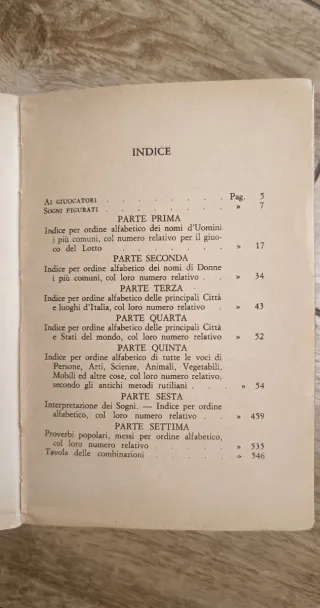 INDICE
AI GIUOCATORI . . . . . . . . Pag. 5
SOGNI FIGURATI . . . . . . . . » 7
PARTE PRIMA
Indice per ordine alfabetico dei nomi d'Uomini
i più comuni, col numero relativo per il giuo-
co del Lotto . . . . . . . . » 17
PARTE SECONDA
Indice per ordine alfabetico dei nomi di Donne
i più comuni, col loro numero relativo . . » 34
PARTE TERZA
Indice per ordine alfabetico delle principali Città
e luoghi d'Italia, col loro numero relativo . » 43
PARTE QUARTA
Indice per ordine alfabetico delle principali Città
e Stati del mondo, col loro numero relativo » 52
PARTE QUINTA
Indice per ordine alfabetico di tutte le voci di
Persone, Arti, Scienze, Animali, Vegetabili,
Mobili ed altre cose, col loro numero relativo,
secondo gli antichi metodi rutiliani . . . » 54
PARTE SESTA
Interpretazione dei Sogni. — Indice per ordine
alfabetico, col loro numero relativo . . » 459
PARTE SETTIMA
Proverbi popolari, messi per ordine alfabetico,
col loro numero relativo . . . . . » 535
Tavola delle combinazioni . . . . . » 546